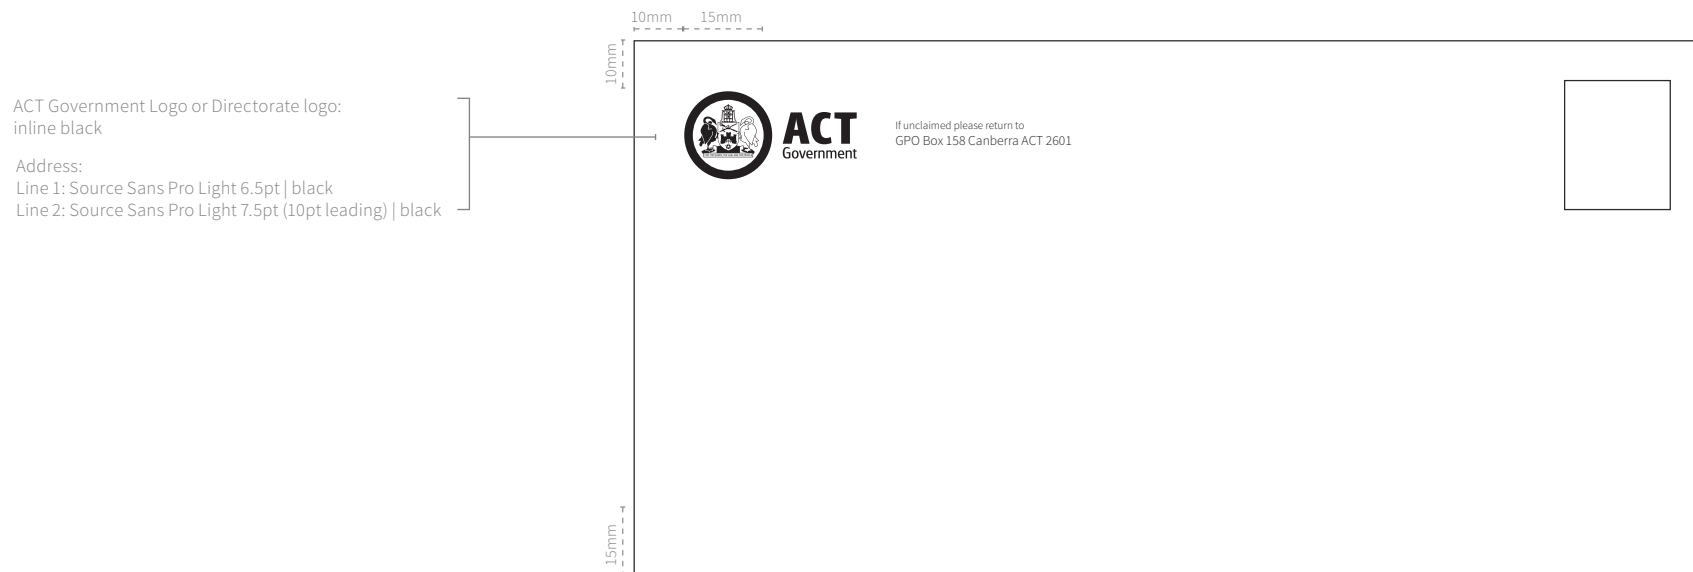 10mm 15mm
10mm
ACT Government Logo or Directorate logo:
inline black
Address:
Line 1: Source Sans Pro Light 6.5pt | black
Line 2: Source Sans Pro Light 7.5pt (10pt leading) | black
ACT
Government
If unclaimed please return to
GPO Box 158 Canberra ACT 2601
15mm